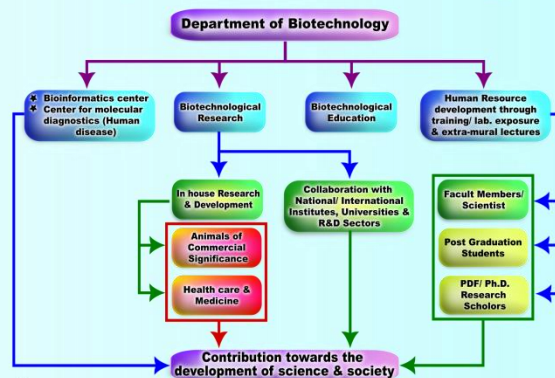 Department of Biotechnology
★ Bioinformatics center
★ Center for molecular
diagnostics (Human
disease)
Biotechnological
Research
Biotechnological
Education
Human Resource
development through
training/ lab. exposure
& extra-mural lectures
In house Research
& Development
Collaboration with
National/ International
Institutes, Universities &
R&D Sectors
Facult Members/
Scientist
Animals of
Commercial
Significance
Post Graduation
Students
Health care &
Medicine
PDF/ Ph.D.
Research
Scholors
Contribution towards the
development of science & society